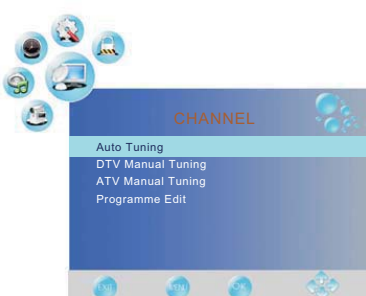 CHANNEL
Auto Tuning
DTV Manual Tuning
ATV Manual Tuning
Programme Edit
EXIT
MENU
OK